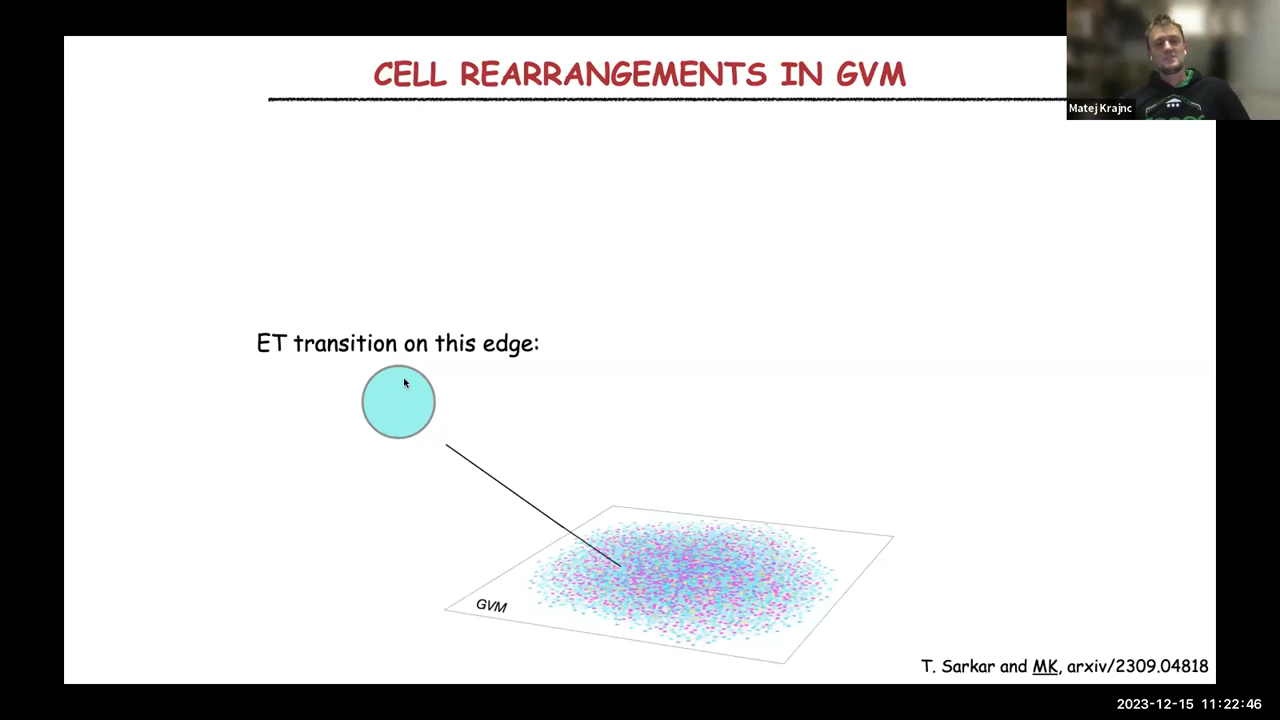 CELL REARRANGEMENTS IN GVM
Matej Krajnc
ET transition on this edge:
GVM
T. Sarkar and MK, arxiv/2309.04818
2023-12-15 11:22:46